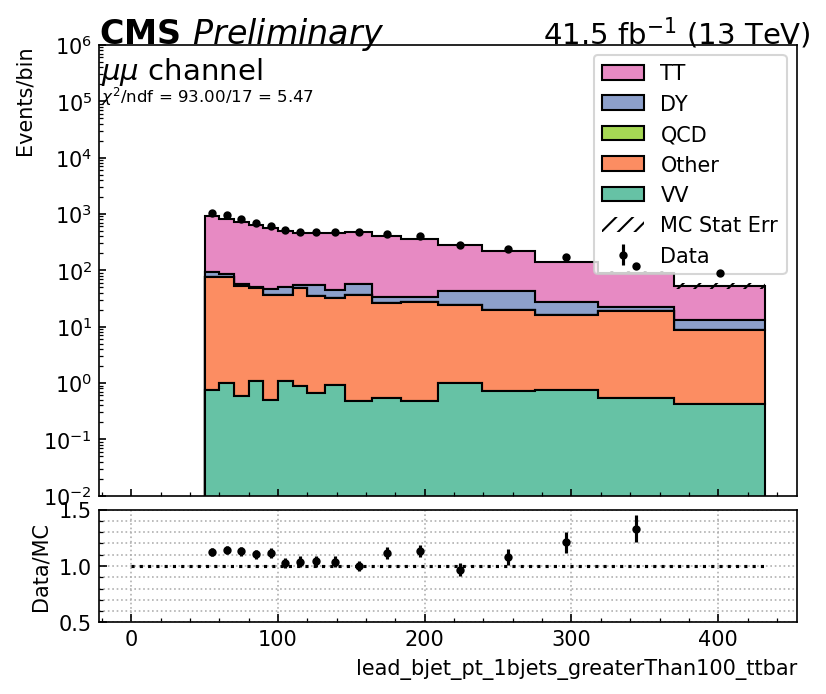 CMS Preliminary 41.5 fb⁻¹ (13 TeV)
μμ channel
χ²/ndf = 93.00/17 = 5.47
Events/bin
10⁶
10⁵
10⁴
10³
10²
10¹
10⁰
10⁻¹
10⁻²
TT
DY
QCD
Other
VV
MC Stat Err
Data
Data/MC
1.5
1.0
0.5
0 100 200 300 400
lead_bjet_pt_1bjets_greaterThan100_ttbar